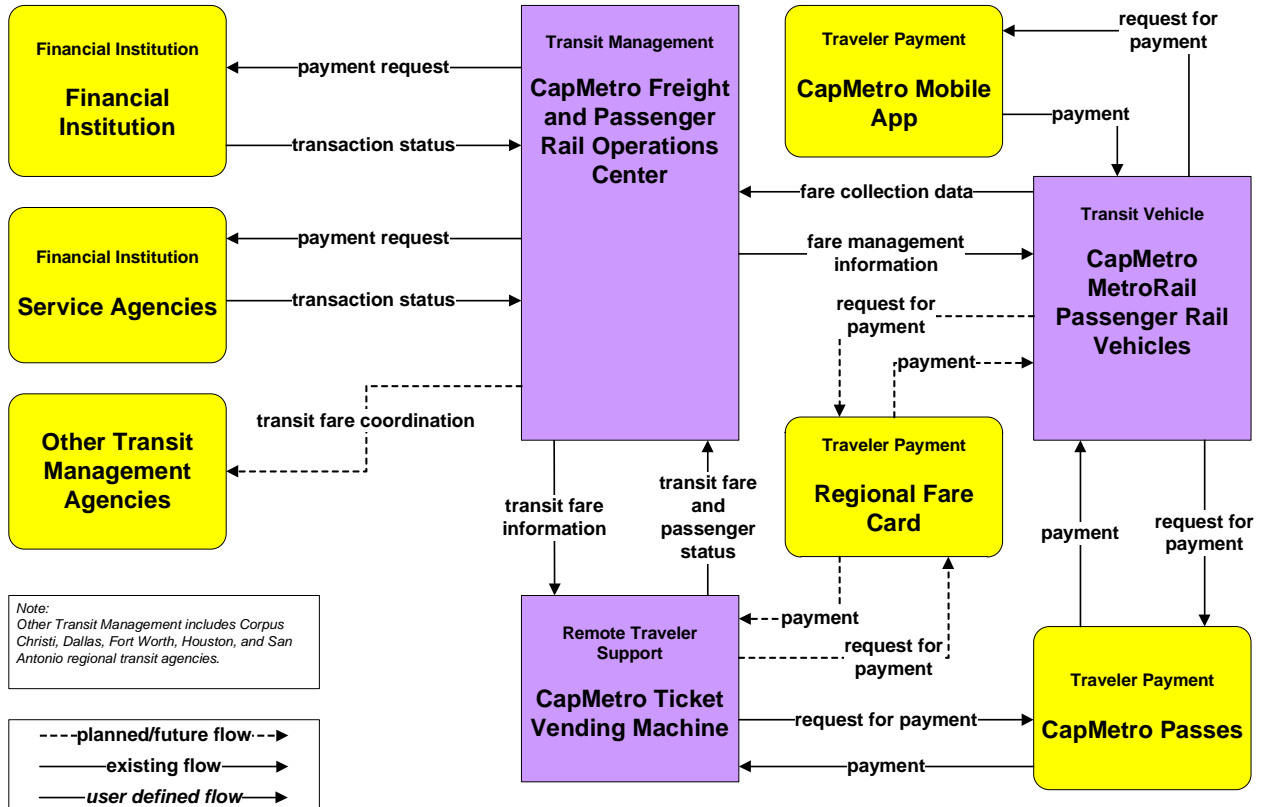 Financial Institution
Financial
Institution
payment request
transaction status
Transit Management
CapMetro Freight
and Passenger
Rail Operations
Center
Traveler Payment
CapMetro Mobile
App
request for
payment
payment
Financial Institution
Service Agencies
payment request
transaction status
fare collection data
fare management
information
Transit Vehicle
CapMetro
MetroRail
Passenger Rail
Vehicles
request for
payment
payment
Other Transit
Management
Agencies
transit fare coordination
Traveler Payment
Regional Fare
Card
transit fare
information
transit fare
and
passenger
status
payment
request for
payment
payment
request for
payment
Note:
Other Transit Management includes Corpus
Christi, Dallas, Fort Worth, Houston, and San
Antonio regional transit agencies.
Remote Traveler
Support
CapMetro Ticket
Vending Machine
request for payment
payment
Traveler Payment
CapMetro Passes
planned/future flow
existing flow
user defined flow